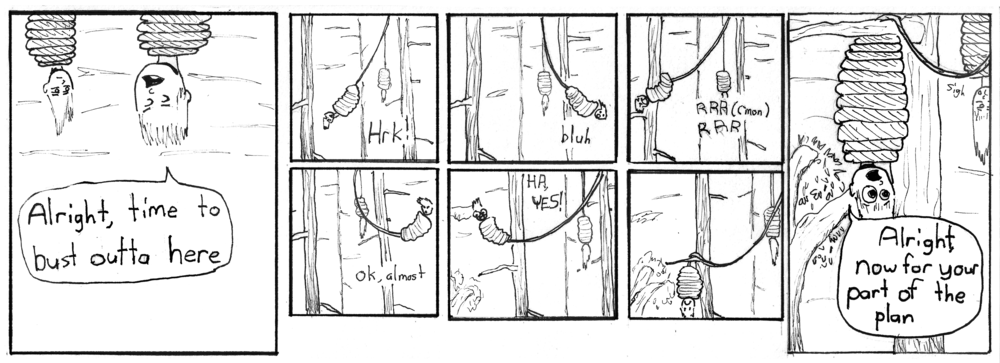 Alright, time to
bust outta here
Hrk!
bluh
RRR (c'mon)
RRR
Ok, almost
HA,
YES!
Sigh
Alright,
now for your
part of the
plan